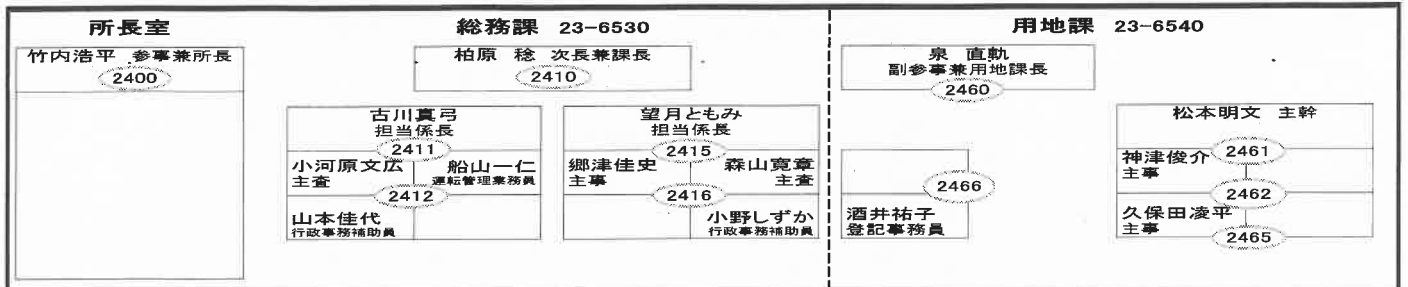 所長室
竹内浩平 参事兼所長
2400
総務課 23-6530
柏原 稔 次長兼課長
2410
古川真弓
担当係長
2411
小河原文広
主査
船山一仁
運転管理業務員
2412
山本佳代
行政事務補助員
望月ともみ
担当係長
2415
郷津佳史
主事
森山寛章
主査
2416
小野しずか
行政事務補助員
用地課 23-6540
泉 直軌
副参事兼用地課長
2460
2466
酒井祐子
登記事務員
松本明文 主幹
2461
神津俊介
主事
2462
久保田凌平
主事
2465